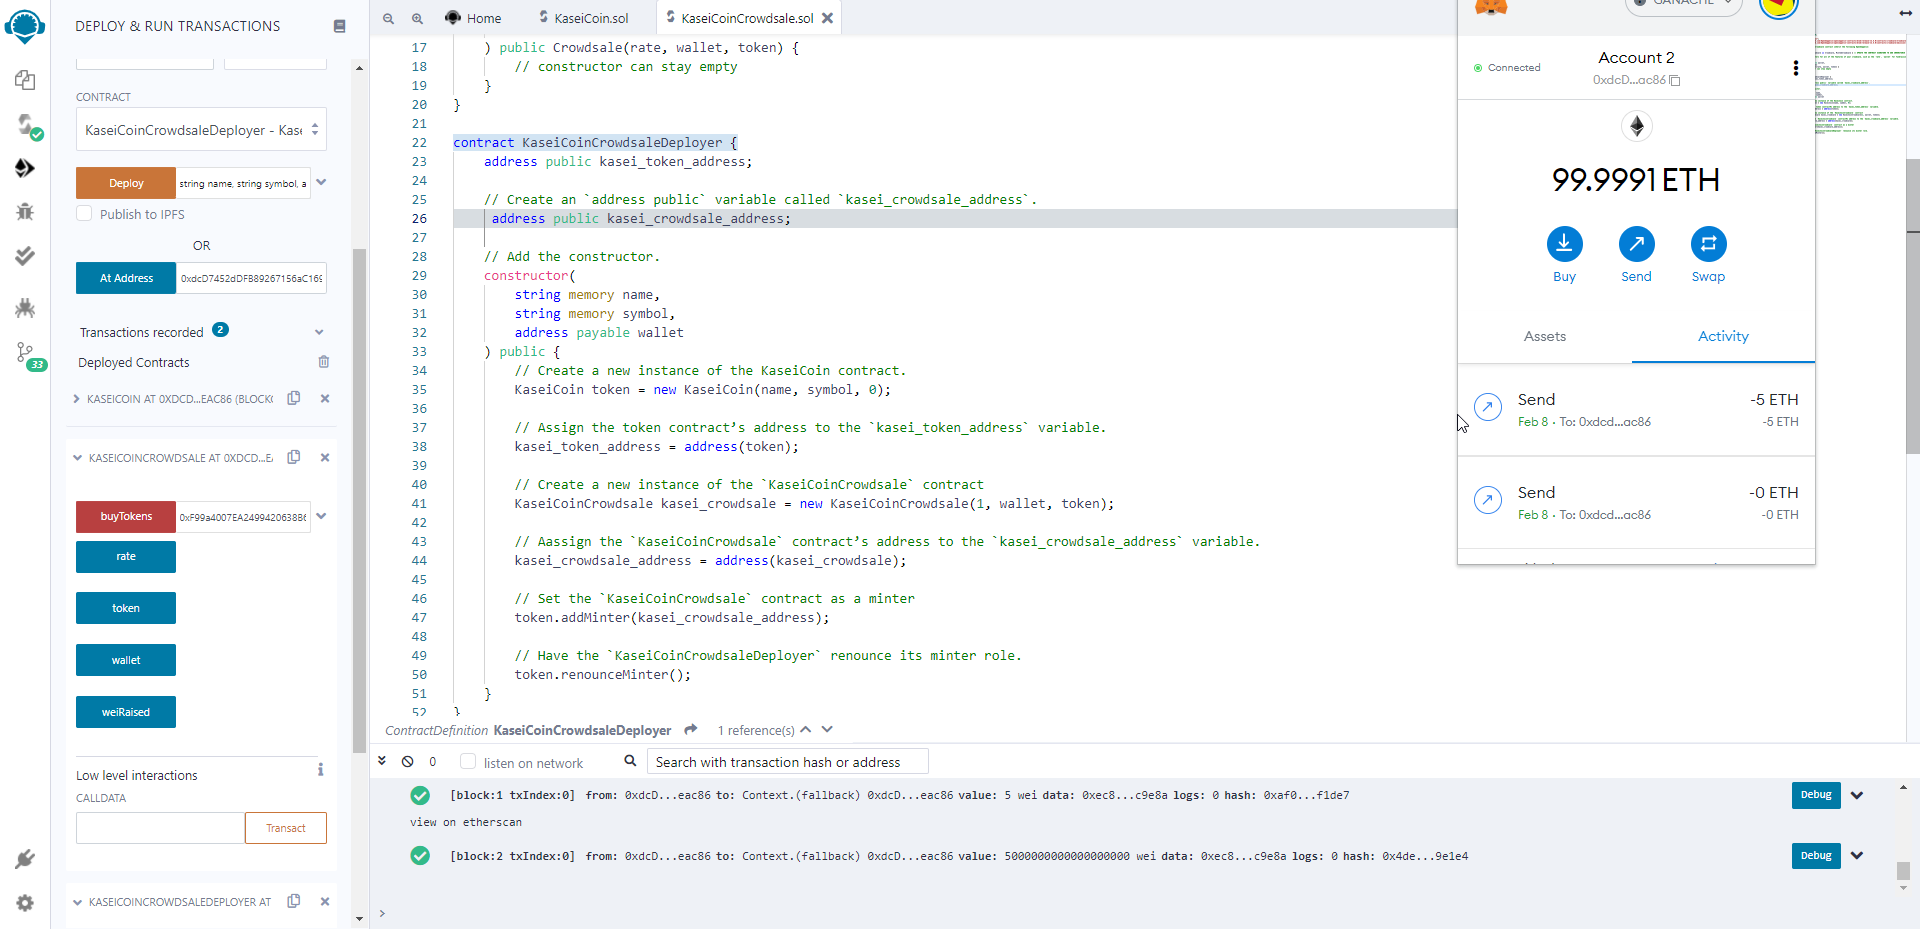 DEPLOY & RUN TRANSACTIONS
CONTRACT
KaseiCoinCrowdsaleDeployer - Kase
Deploy string name, string symbol, a
Publish to IPFS
OR
At Address 0xdcD7452dDFB89267156aC169
Transactions recorded 2
Deployed Contracts
KASEICOIN AT 0XDCD...EAC86 (BLOCKC
KASEICOINCROWDSALE AT 0XDCD...E
buyTokens 0xF99a4007EA2499420638B6
rate
token
wallet
weiRaised
Low level interactions
CALLDATA
Transact
KASEICOINCROWDSALEDEPLOYER AT
33
Home KaseiCoin.sol KaseiCoinCrowdsale.sol
17 ) public Crowdsale(rate, wallet, token) {
18 // constructor can stay empty
19 }
20 }
21
22 contract KaseiCoinCrowdsaleDeployer {
23 address public kasei_token_address;
24
25 // Create an `address public` variable called `kasei_crowdsale_address`.
26 address public kasei_crowdsale_address;
27
28 // Add the constructor.
29 constructor(
30 string memory name,
31 string memory symbol,
32 address payable wallet
33 ) public {
34 // Create a new instance of the KaseiCoin contract.
35 KaseiCoin token = new KaseiCoin(name, symbol, 0);
36
37 // Assign the token contract’s address to the `kasei_token_address` variable.
38 kasei_token_address = address(token);
39
40 // Create a new instance of the `KaseiCoinCrowdsale` contract
41 KaseiCoinCrowdsale kasei_crowdsale = new KaseiCoinCrowdsale(1, wallet, token);
42
43 // Aassign the `KaseiCoinCrowdsale` contract’s address to the `kasei_crowdsale_address` variable.
44 kasei_crowdsale_address = address(kasei_crowdsale);
45
46 // Set the `KaseiCoinCrowdsale` contract as a minter
47 token.addMinter(kasei_crowdsale_address);
48
49 // Have the `KaseiCoinCrowdsaleDeployer` renounce its minter role.
50 token.renounceMinter();
51 }
52 }
ContractDefinition KaseiCoinCrowdsaleDeployer 1 reference(s)
0 listen on network Search with transaction hash or address
[block:1 txIndex:0] from: 0xdcD...eac86 to: Context.(fallback) 0xdcD...eac86 value: 5 wei data: 0xec8...c9e8a logs: 0 hash: 0xaf0...f1de7 Debug
view on etherscan
[block:2 txIndex:0] from: 0xdcD...eac86 to: Context.(fallback) 0xdcD...eac86 value: 5000000000000000000 wei data: 0xec8...c9e8a logs: 0 hash: 0x4de...9e1e4 Debug
>
GANACHE
Connected
Account 2
0xdcD...ac86
99.9991 ETH
Buy Send Swap
Assets Activity
Send -5 ETH
Feb 8 · To: 0xdcd...ac86 -5 ETH
Send -0 ETH
Feb 8 · To: 0xdcd...ac86 -0 ETH